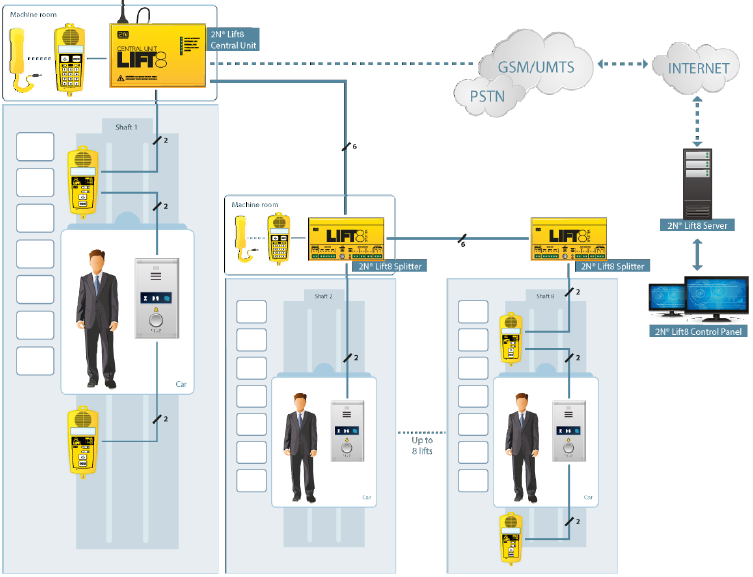 Machine room
2N
CENTRAL UNIT
LIFT8
2N® Lift8
Central Unit
GSM/UMTS
PSTN
INTERNET
Shaft 1
2
6
2
Machine room
LIFT8
6
LIFT8
2N® Lift8 Server
2N® Lift8 Splitter
2N® Lift8 Splitter
Shaft 2
Shaft 8
2
2N® Lift8 Control Panel
2
2
Car
Car
Car
2
Up to
8 lifts
2